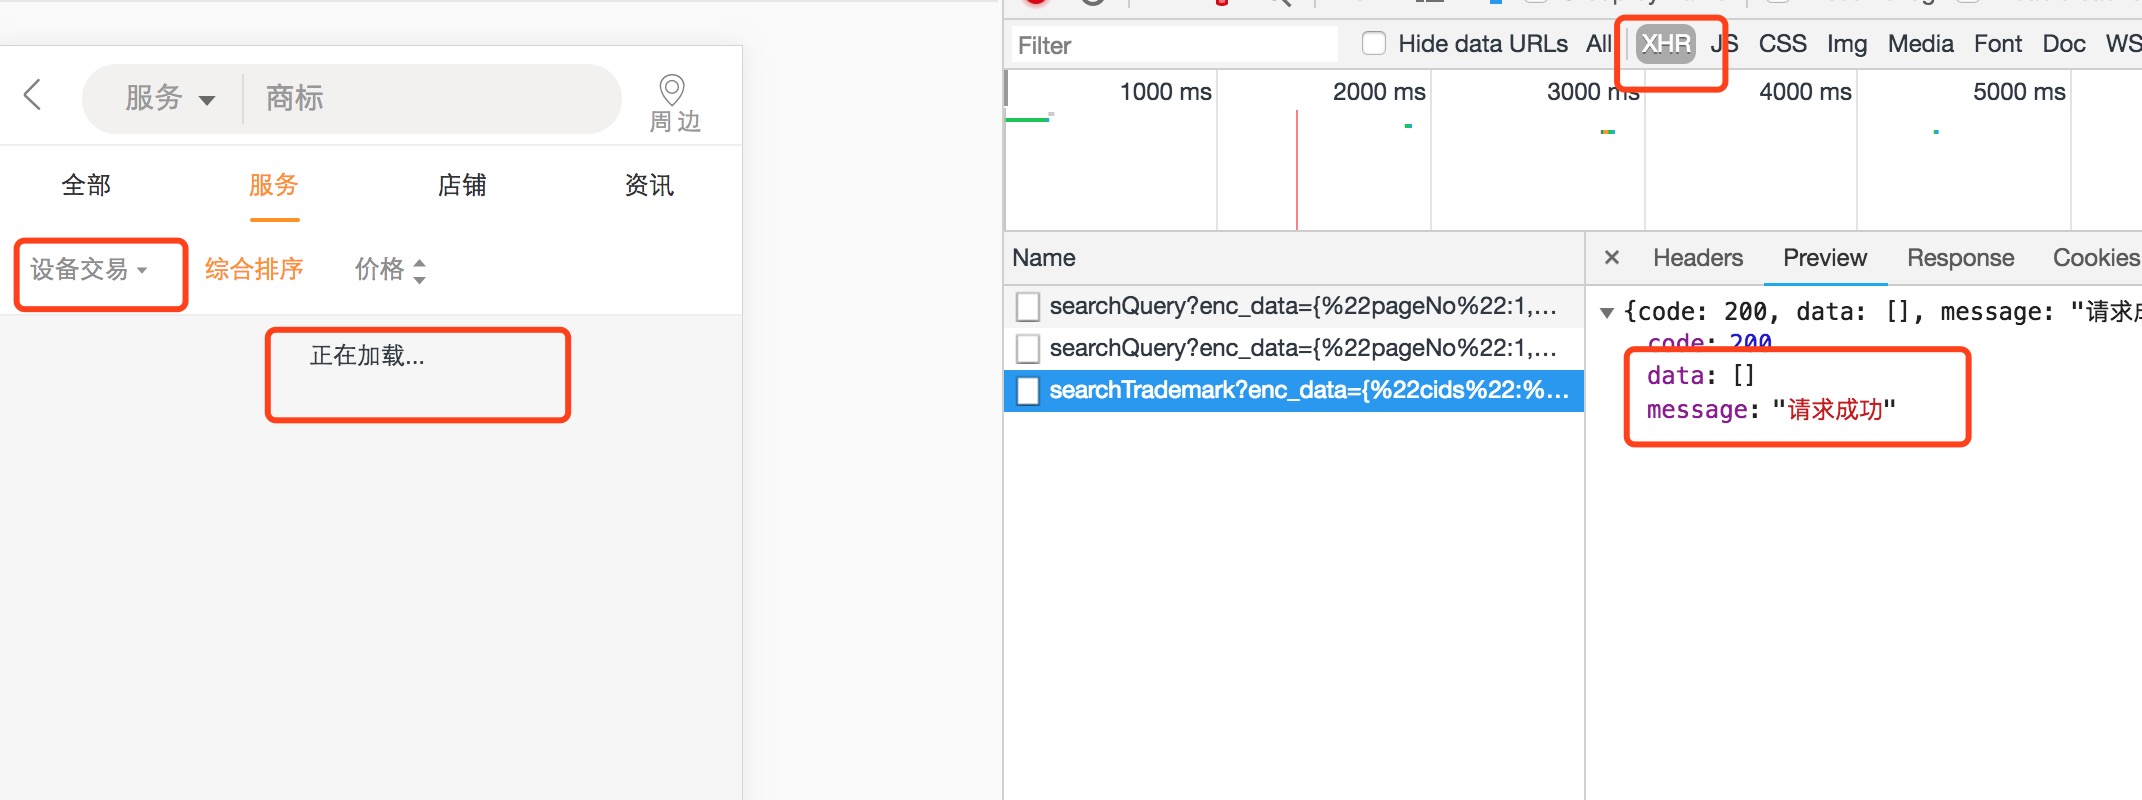 服务 商标
周边
全部 服务 店铺 资讯
设备交易 综合排序 价格
正在加载...
Filter Hide data URLs All XHR JS CSS Img Media Font Doc WS
1000 ms 2000 ms 3000 ms 4000 ms 5000 ms
Name
searchQuery?enc_data={%22pageNo%22:1,...
searchQuery?enc_data={%22pageNo%22:1,...
searchTrademark?enc_data={%22cids%22:%...
× Headers Preview Response Cookies
{code: 200, data: [], message: "请求成
code: 200
data: []
message: "请求成功"